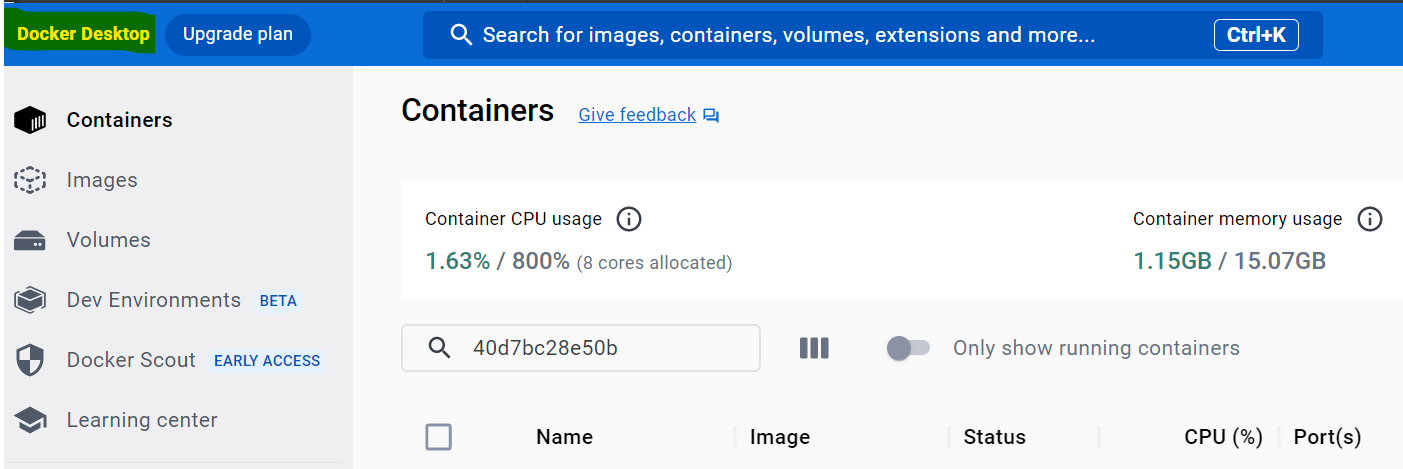 Docker Desktop Upgrade plan Search for images, containers, volumes, extensions and more... Ctrl+K
Containers
Images
Volumes
Dev Environments BETA
Docker Scout EARLY ACCESS
Learning center
Containers Give feedback
Container CPU usage
1.63% / 800% (8 cores allocated)
Container memory usage
1.15GB / 15.07GB
40d7bc28e50b Only show running containers
Name Image Status CPU (%) Port(s)